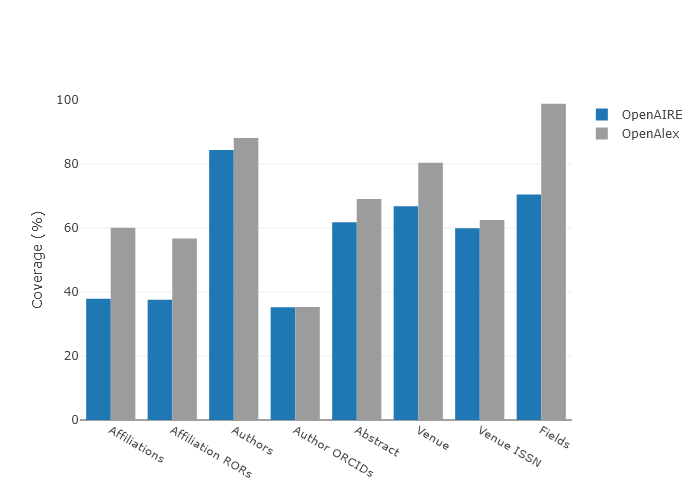 OpenAIRE
OpenAlex
Coverage (%)
100
80
60
40
20
0
Affiliations
Affiliation RORs
Authors
Author ORCIDs
Abstract
Venue
Venue ISSN
Fields